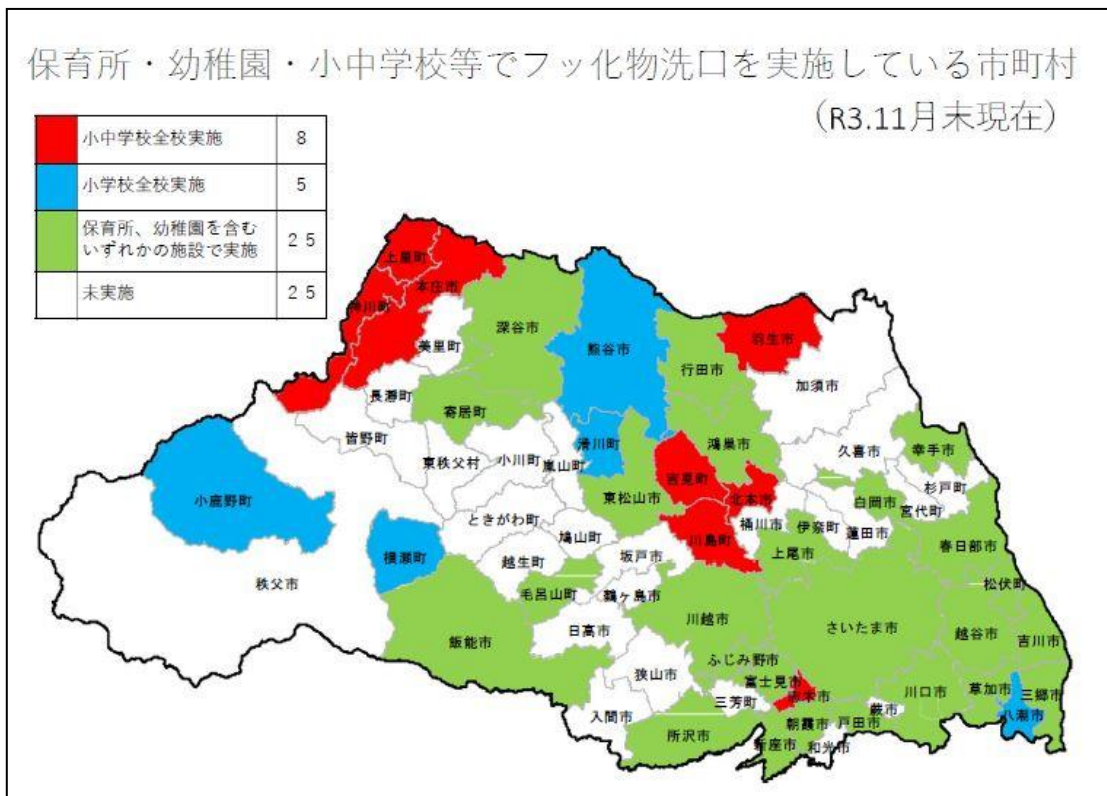 保育所・幼稚園・小中学校等でフッ化物洗口を実施している市町村
（R3.11月末現在）
小中学校全校実施 8
小学校全校実施 5
保育所、幼稚園を含む
いずれかの施設で実施 ２５
未実施 ２５
上里町
本庄市
神川町
美里町
深谷市
熊谷市
羽生市
行田市
加須市
長瀞町
寄居町
皆野町
東秩父村
小川町
嵐山町
滑川町
鴻巣市
久喜市
幸手市
吉見町
杉戸町
小鹿野町
東松山市
北本市
白岡市
宮代町
ときがわ町
鳩山町
川島町
桶川市
伊奈町
蓮田市
横瀬町
越生町
坂戸市
上尾市
春日部市
秩父市
毛呂山町
鶴ヶ島市
松伏町
飯能市
日高市
川越市
さいたま市
越谷市
吉川市
狭山市
ふじみ野市
富士見市
志木市
三芳町
入間市
所沢市
朝霞市
新座市
和光市
戸田市
蕨市
川口市
草加市
三郷市
八潮市